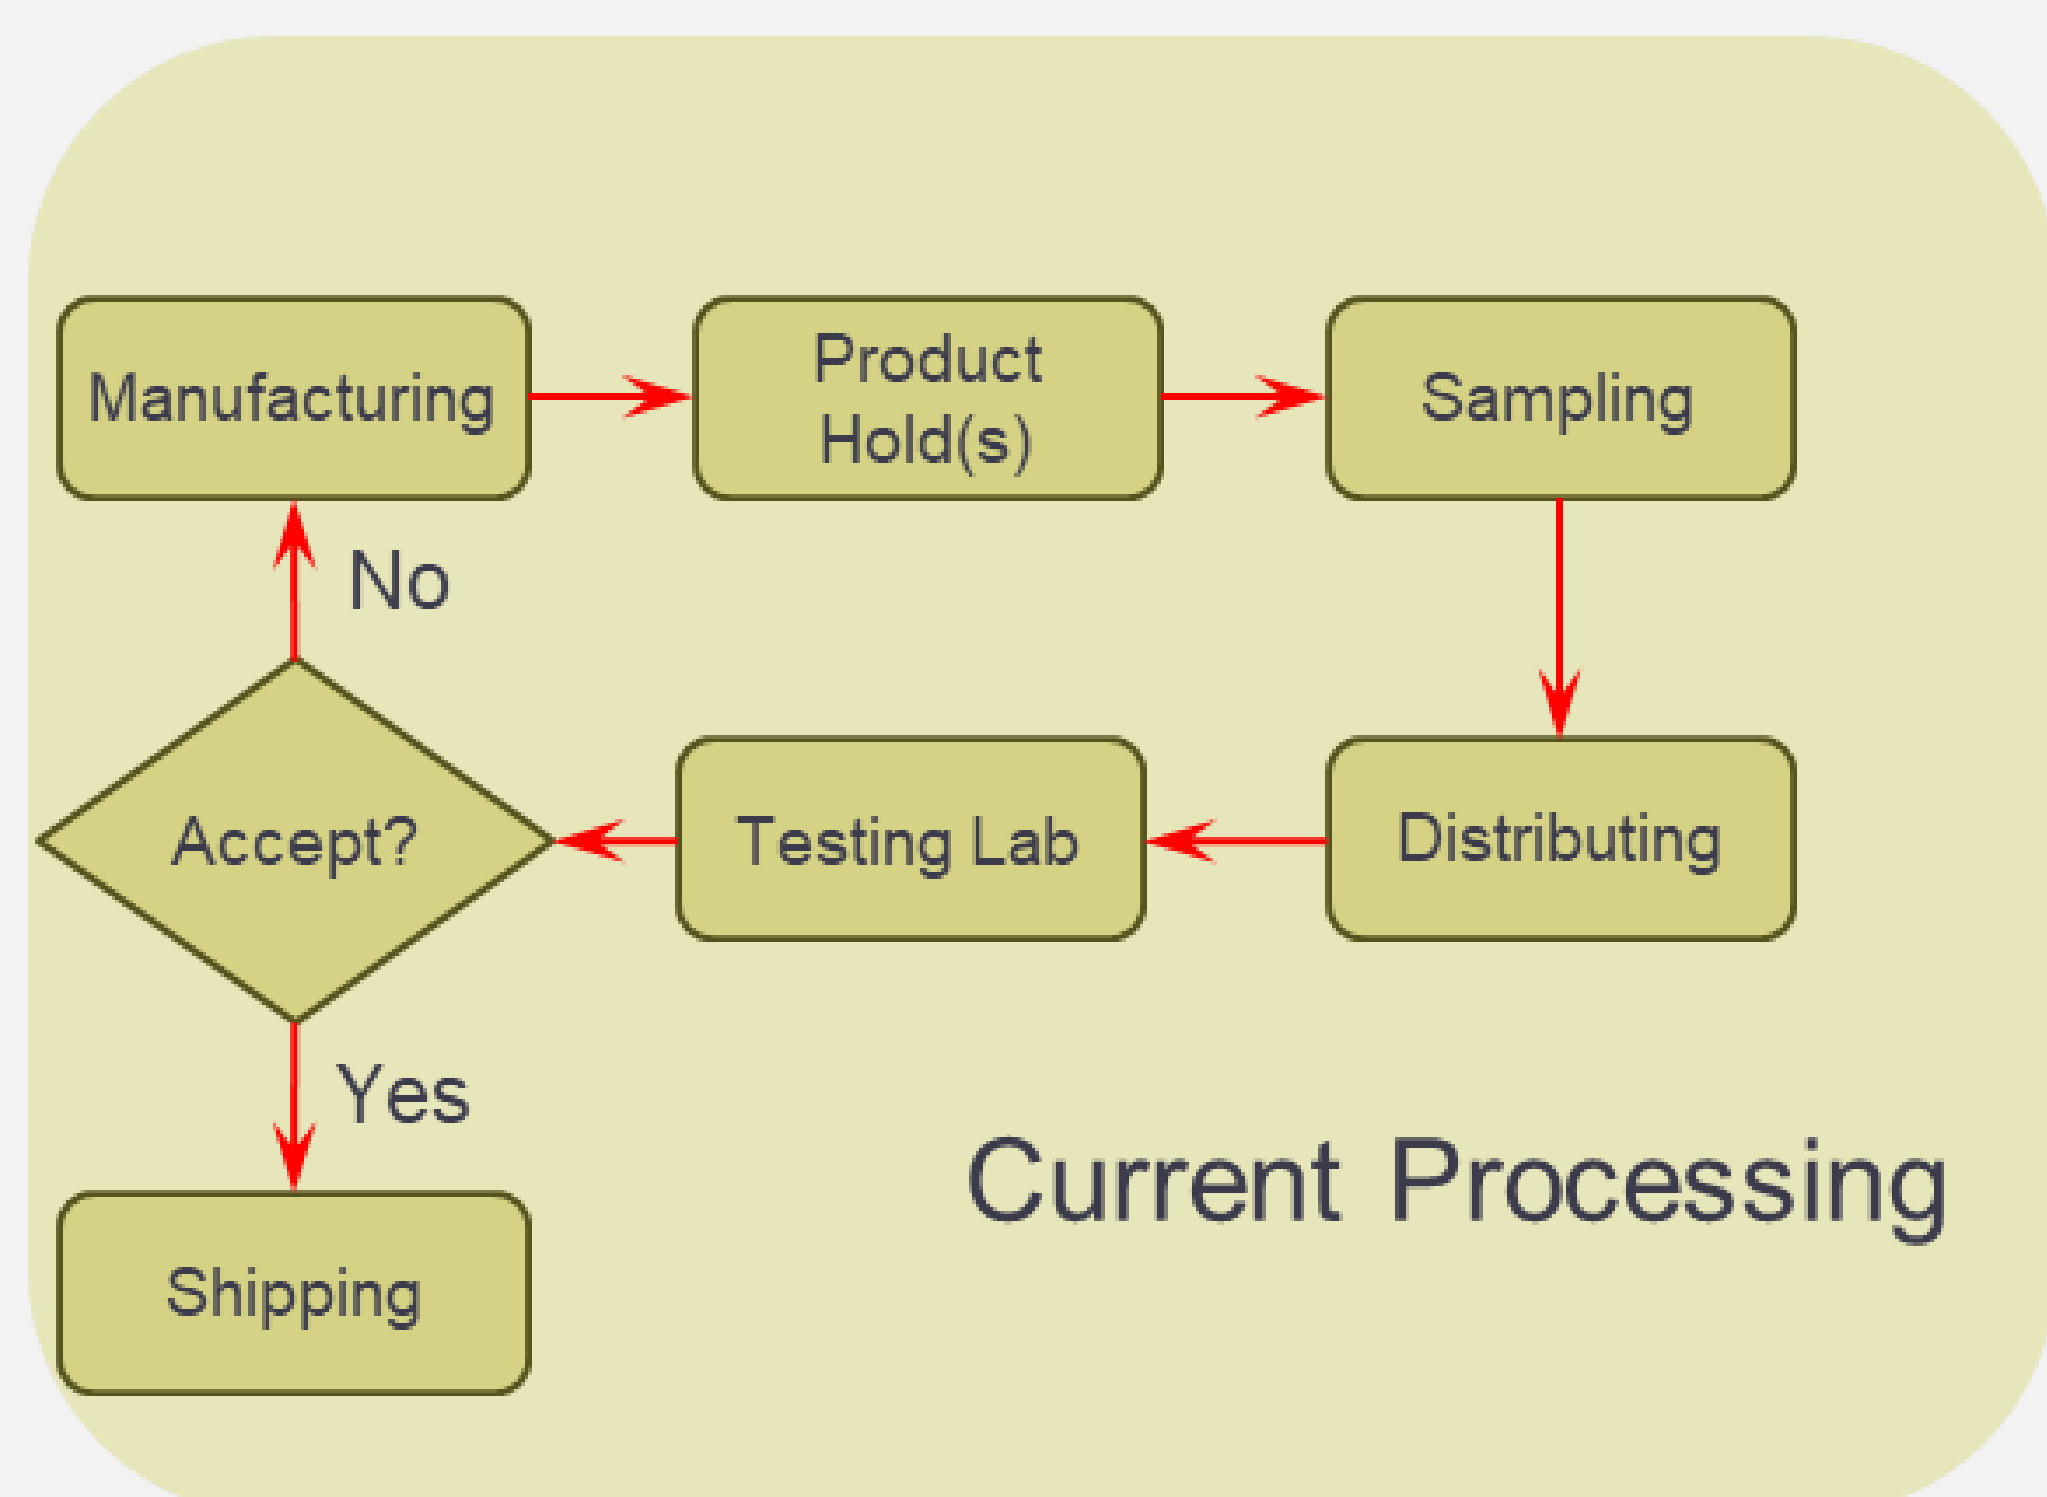 Manufacturing
Product
Hold(s)
Sampling
No
Accept?
Testing Lab
Distributing
Yes
Current Processing
Shipping